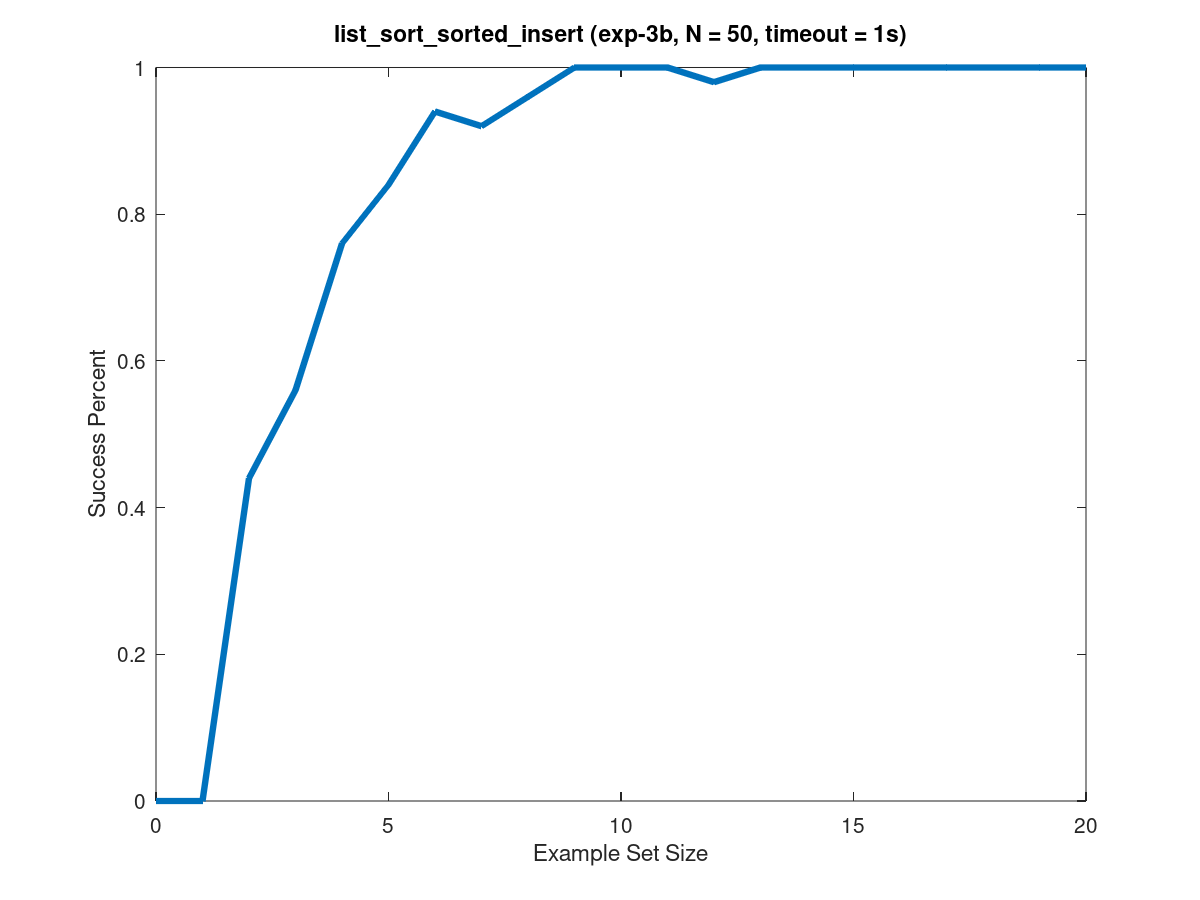 list_sort_sorted_insert (exp-3b, N = 50, timeout = 1s)
1
0.8
0.6
0.4
0.2
0
Success Percent
0 5 10 15 20
Example Set Size